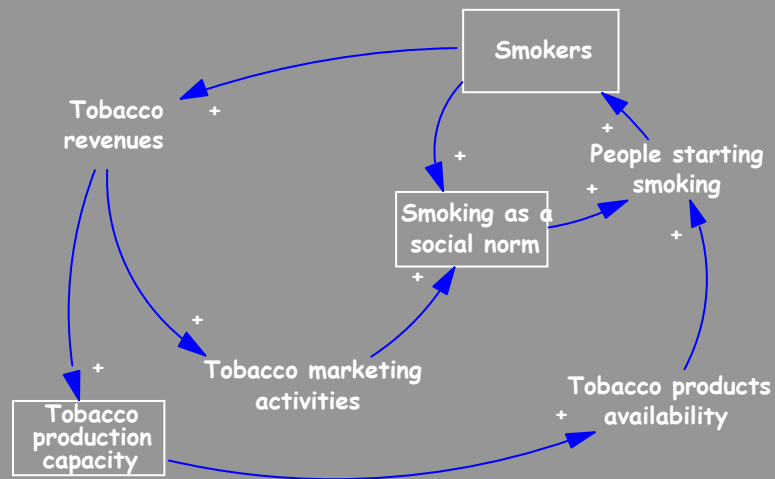 Smokers
Tobacco
revenues
+
+
+
People starting
smoking
+
Smoking as a
social norm
+
+
+
Tobacco marketing
activities
+
Tobacco products
availability
+
Tobacco
production
capacity
+